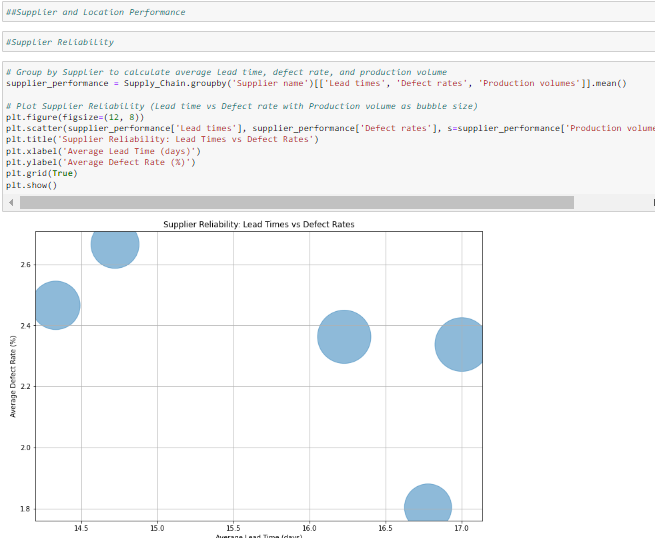 ##Supplier and Location Performance
#Supplier Reliability
# Group by Supplier to calculate average Lead time, defect rate, and production volume
supplier_performance = Supply_Chain.groupby('Supplier name')[['Lead times', 'Defect rates', 'Production volumes']].mean()
# Plot Supplier Reliability (Lead time vs Defect rate with Production volume as bubble size)
plt.figure(figsize=(12, 8))
plt.scatter(supplier_performance['Lead times'], supplier_performance['Defect rates'], s=supplier_performance['Production volume
plt.title('Supplier Reliability: Lead Times vs Defect Rates')
plt.xlabel('Average Lead Time (days)')
plt.ylabel('Average Defect Rate (%)')
plt.grid(True)
plt.show()
Supplier Reliability: Lead Times vs Defect Rates
Average Defect Rate (%)
2.6
2.4
2.2
2.0
1.8
14.5 15.0 15.5 16.0 16.5 17.0
Average Lead Time (days)